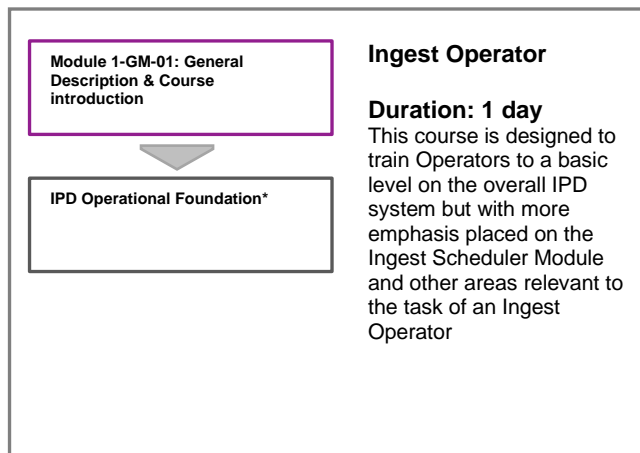 Module 1-GM-01: General
Description & Course
introduction
IPD Operational Foundation*
Ingest Operator
Duration: 1 day
This course is designed to
train Operators to a basic
level on the overall IPD
system but with more
emphasis placed on the
Ingest Scheduler Module
and other areas relevant to
the task of an Ingest
Operator